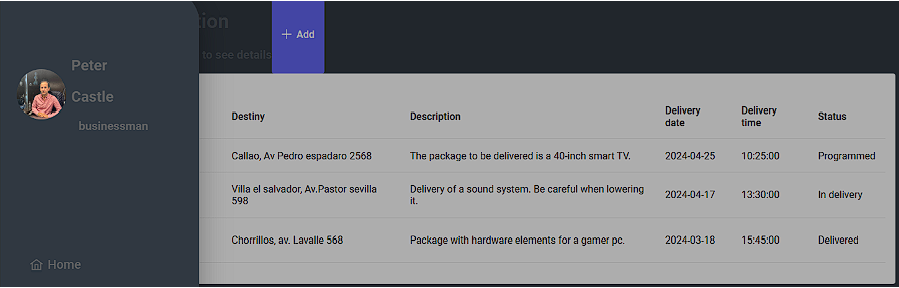 tion
to see details
+ Add
Peter
Castle
businessman
Home
Destiny Description Delivery date Delivery time Status
Callao, Av Pedro espadaro 2568 The package to be delivered is a 40-inch smart TV. 2024-04-25 10:25:00 Programmed
Villa el salvador, Av.Pastor sevilla 598 Delivery of a sound system. Be careful when lowering it. 2024-04-17 13:30:00 In delivery
Chorrillos, av. Lavalle 568 Package with hardware elements for a gamer pc. 2024-03-18 15:45:00 Delivered